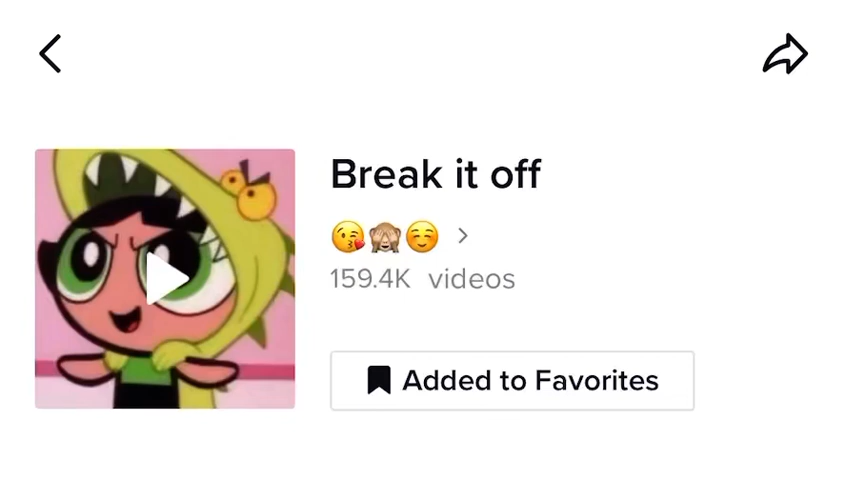 Break it off
😘🙈☺️ >
159.4K videos
Added to Favorites